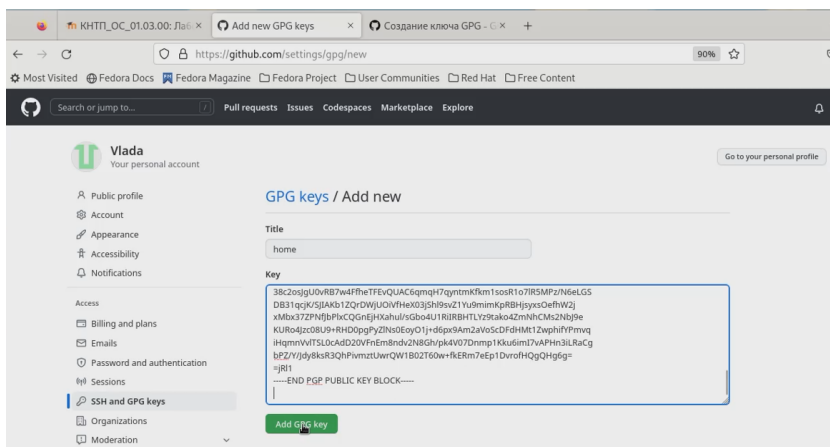 КНТП_ОС_01.03.00: Лаб
Add new GPG keys
Создание ключа GPG - G
https://github.com/settings/gpg/new
90%
Most Visited Fedora Docs Fedora Magazine Fedora Project User Communities Red Hat Free Content
Search or jump to... / Pull requests Issues Codespaces Marketplace Explore
Vlada
Your personal account
Go to your personal profile
Public profile
Account
Appearance
Accessibility
Notifications
Access
Billing and plans
Emails
Password and authentication
Sessions
SSH and GPG keys
Organizations
Moderation
GPG keys / Add new
Title
home
Key
38c2osJgU0vRB7w4FfheTFEvQUAC6qmqH7qyntmKfkm1sosR1o7lR5MPz/N6eLGS
DB31qcjK/SJIAKb1ZQrDWjUOiVfHeX03jShl9svZ1Yu9mimKpRBHjsyxsOefhW2j
xMbx37ZPNfJbPlxCQGnEjHXahul/sGbo4U1RiIRBHTLYz9tako4ZmNhCMs2NbJ9e
KURo4Jzc08U9+RHD0pgPyZlNs0EoyO1j+d6px9Am2aVoScDFdHMt1ZwphifYPmvq
iHqmnVvlTSL0cAdD20VFnEm8ndv2N8Gh/pk4V07Dnmp1Kku6imI7vAPHn3iLRaCg
bPZ/Y/Jdy8ksR3QhPivmztUwrQW1B02T60w+fkERm7eEp1DvrofHQgQHg6g=
=jRl1
-----END PGP PUBLIC KEY BLOCK-----
Add GPG key